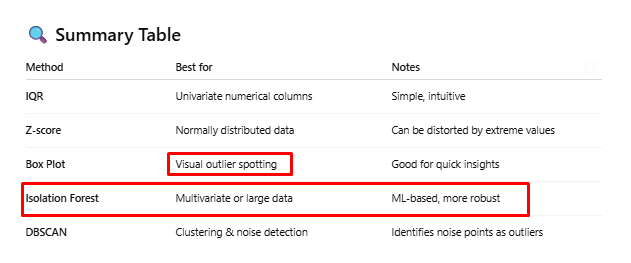 🔍 Summary Table
Method Best for Notes
IQR Univariate numerical columns Simple, intuitive
Z-score Normally distributed data Can be distorted by extreme values
Box Plot Visual outlier spotting Good for quick insights
Isolation Forest Multivariate or large data ML-based, more robust
DBSCAN Clustering & noise detection Identifies noise points as outliers